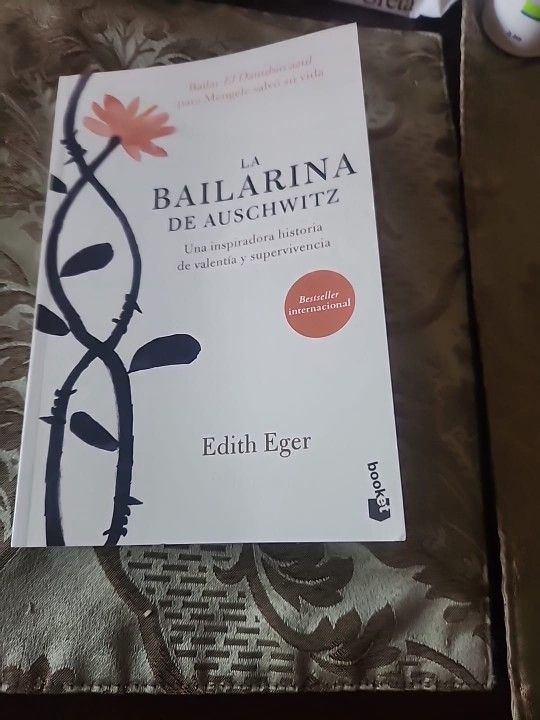 Bailar El Danubio azul
para Mengele salvó su vida
LA
BAILARINA
DE AUSCHWITZ
Una inspiradora historia
de valentía y supervivencia
Bestseller
internacional
Edith Eger
booket